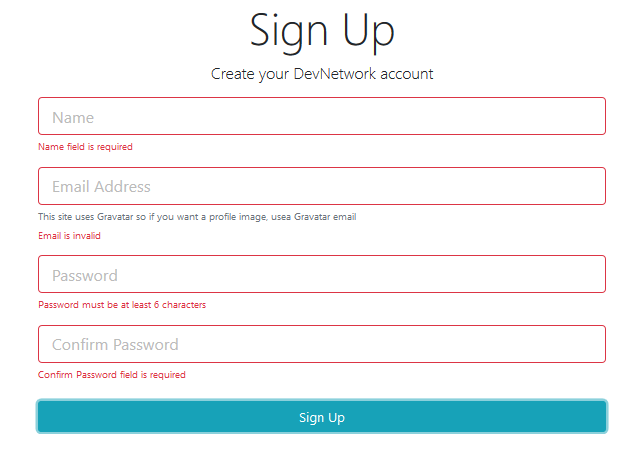 Sign Up
Create your DevNetwork account
Name
Name field is required
Email Address
This site uses Gravatar so if you want a profile image, usea Gravatar email
Email is invalid
Password
Password must be at least 6 characters
Confirm Password
Confirm Password field is required
Sign Up